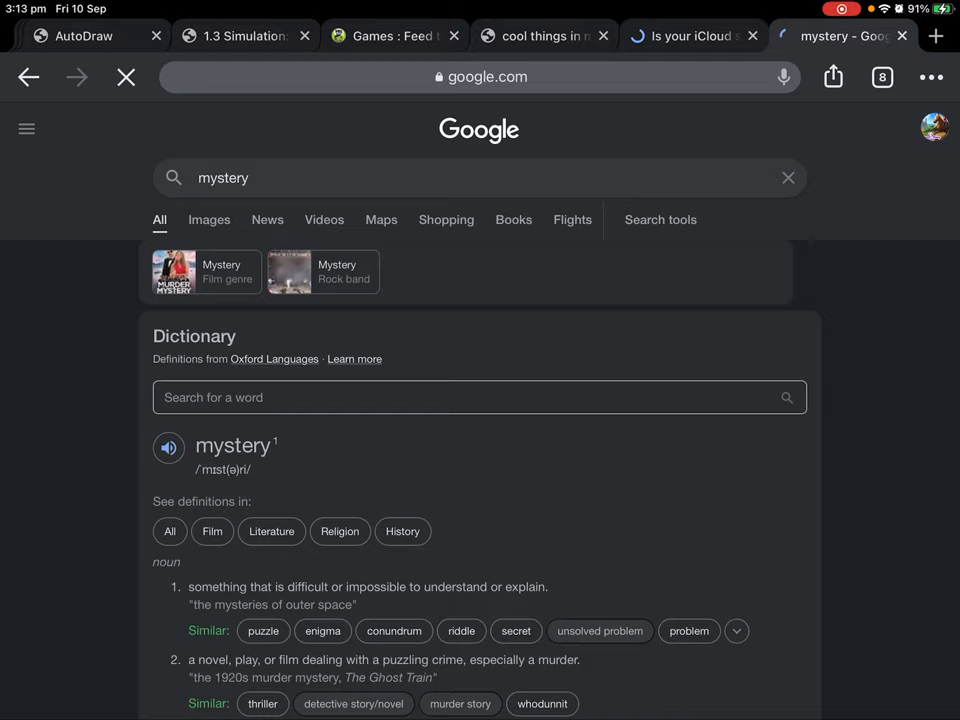 3:13 pm Fri 10 Sep 91%
AutoDraw 1.3 Simulation: Games : Feed t cool things in m Is your iCloud s mystery - Goog
google.com 8
Google
mystery
All Images News Videos Maps Shopping Books Flights Search tools
Mystery
Film genre
MURDER
MYSTERY
Mystery
Rock band
Dictionary
Definitions from Oxford Languages · Learn more
Search for a word
mystery¹
/ˈmɪst(ə)ri/
See definitions in:
All Film Literature Religion History
noun
1. something that is difficult or impossible to understand or explain.
"the mysteries of outer space"
Similar: puzzle enigma conundrum riddle secret unsolved problem problem
2. a novel, play, or film dealing with a puzzling crime, especially a murder.
"the 1920s murder mystery, The Ghost Train"
Similar: thriller detective story/novel murder story whodunnit